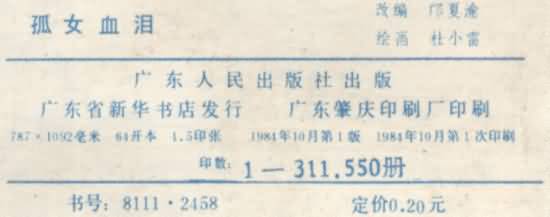 孤女血泪
改编 邝夏渝
绘画 杜小雷
广东人民出版社出版
广东省新华书店发行 广东肇庆印刷厂印刷
787×1092毫米 64开本 1.5印张 1984年10月第1版 1984年10月第1次印刷
印数: 1—311,550册
书号: 8111·2458 定价0.20元